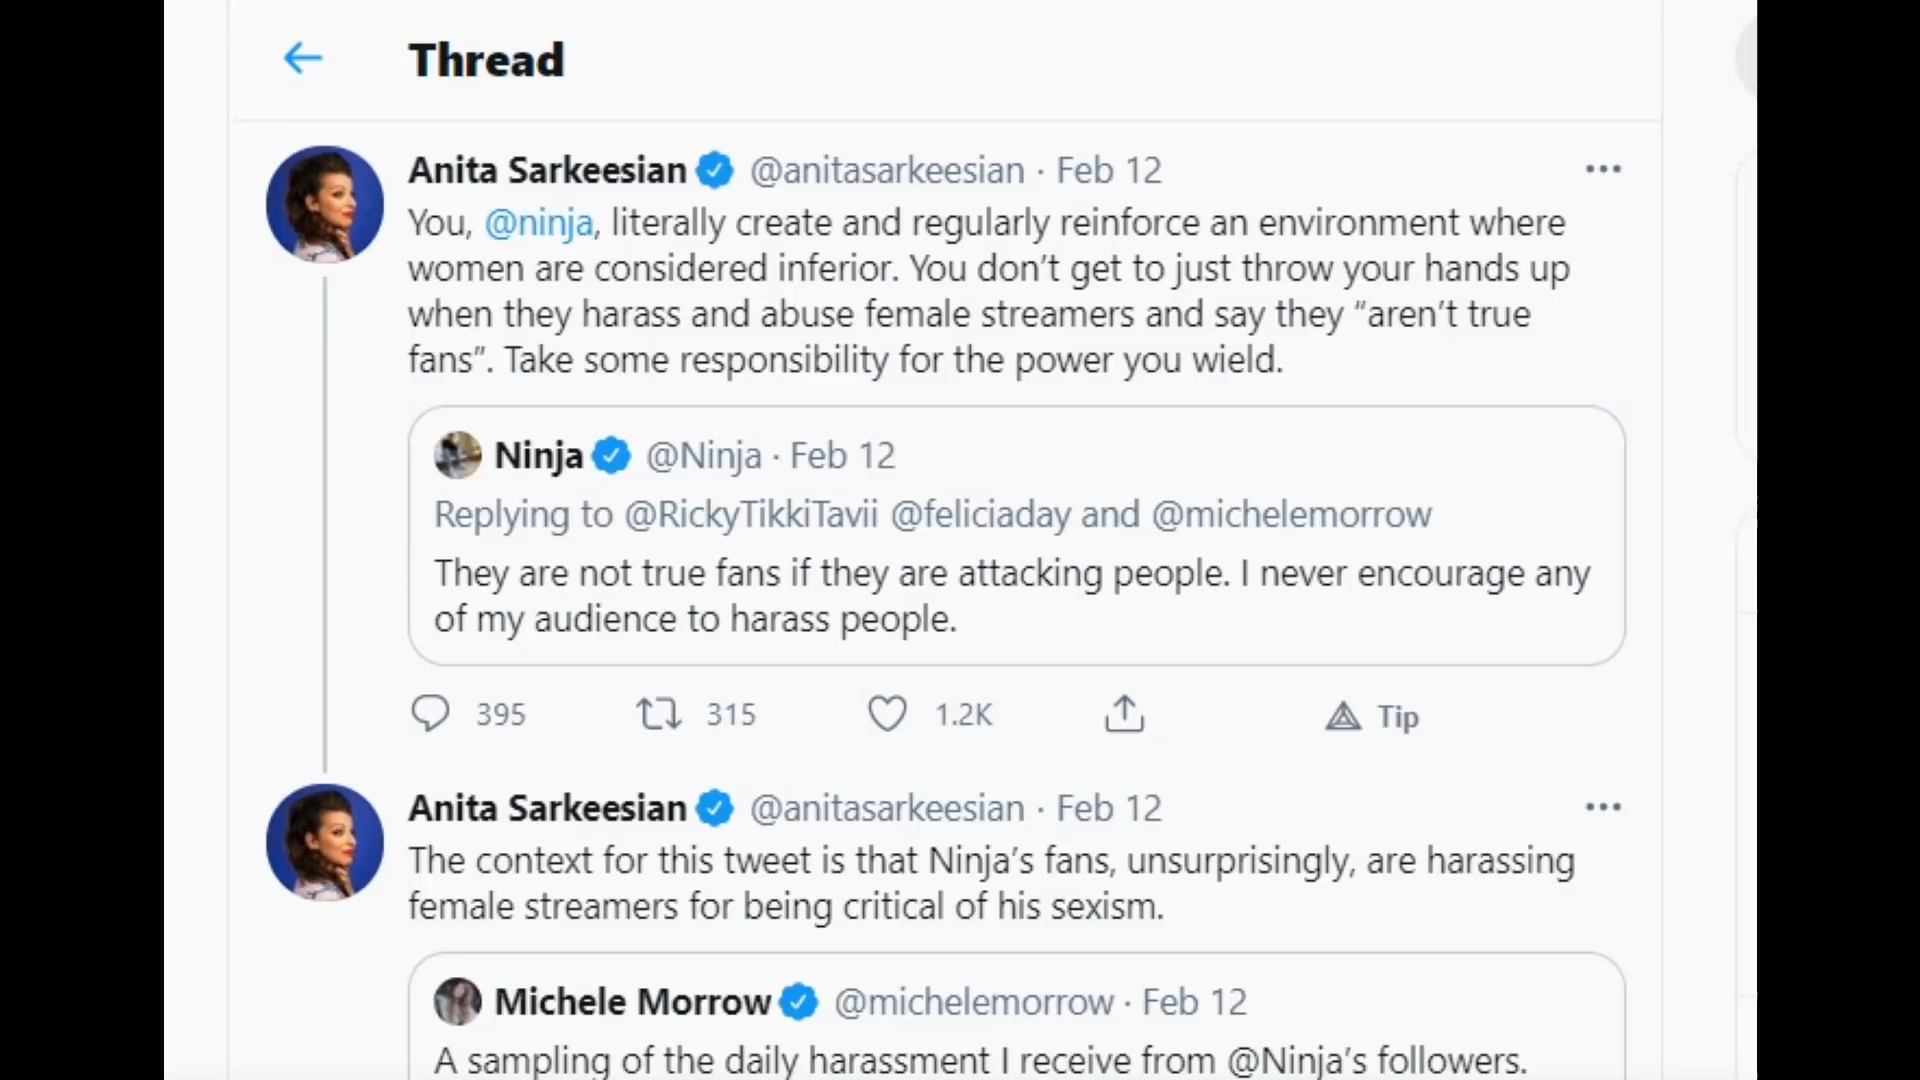 Thread
Anita Sarkeesian @anitasarkeesian · Feb 12
You, @ninja, literally create and regularly reinforce an environment where
women are considered inferior. You don’t get to just throw your hands up
when they harass and abuse female streamers and say they “aren’t true
fans”. Take some responsibility for the power you wield.
Ninja @Ninja · Feb 12
Replying to @RickyTikkiTavii @feliciaday and @michelemorrow
They are not true fans if they are attacking people. I never encourage any
of my audience to harass people.
395 315 1.2K Tip
Anita Sarkeesian @anitasarkeesian · Feb 12
The context for this tweet is that Ninja’s fans, unsurprisingly, are harassing
female streamers for being critical of his sexism.
Michele Morrow @michelemorrow · Feb 12
A sampling of the daily harassment I receive from @Ninja’s followers.